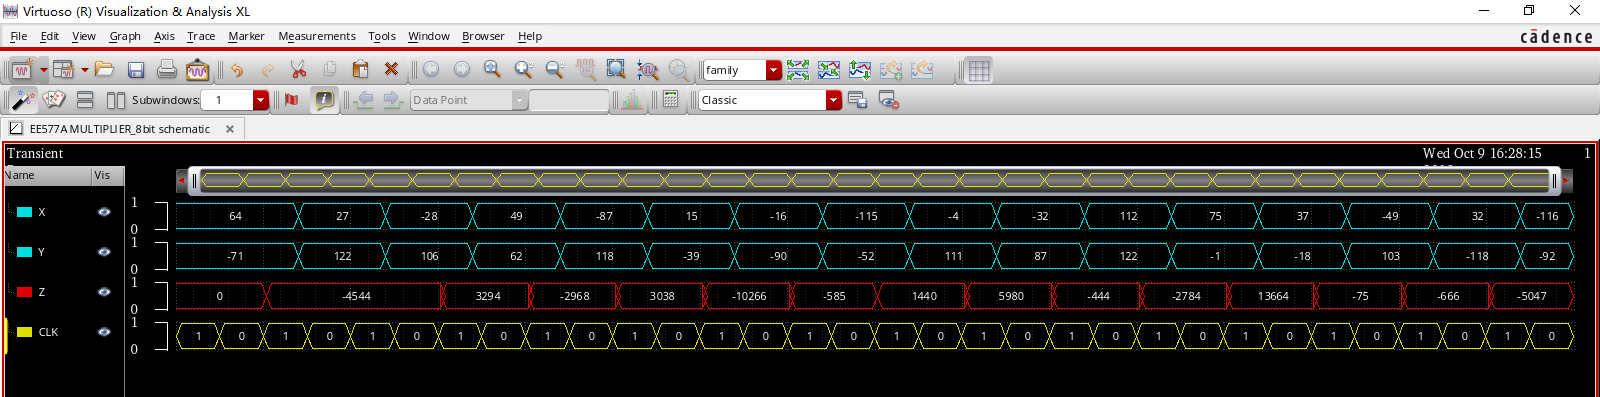 Virtuoso (R) Visualization & Analysis XL
File Edit View Graph Axis Trace Marker Measurements Tools Window Browser Help
cādence
family
Subwindows: 1 Data Point Classic
EE577A MULTIPLIER_8bit schematic
Transient Wed Oct 9 16:28:15 1
Name Vis
1
X 64 27 -28 49 -87 15 -16 -115 -4 -32 112 75 37 -49 32 -116
0
1
Y -71 122 106 62 118 -39 -90 -52 111 87 122 -1 -18 103 -118 -92
0
1
Z 0 -4544 3294 -2968 3038 -10266 -585 1440 5980 -444 -2784 13664 -75 -666 -5047
0
1
CLK 1 0 1 0 1 0 1 0 1 0 1 0 1 0 1 0 1 0 1 0 1 0 1 0 1 0 1 0 1 0 1 0
0